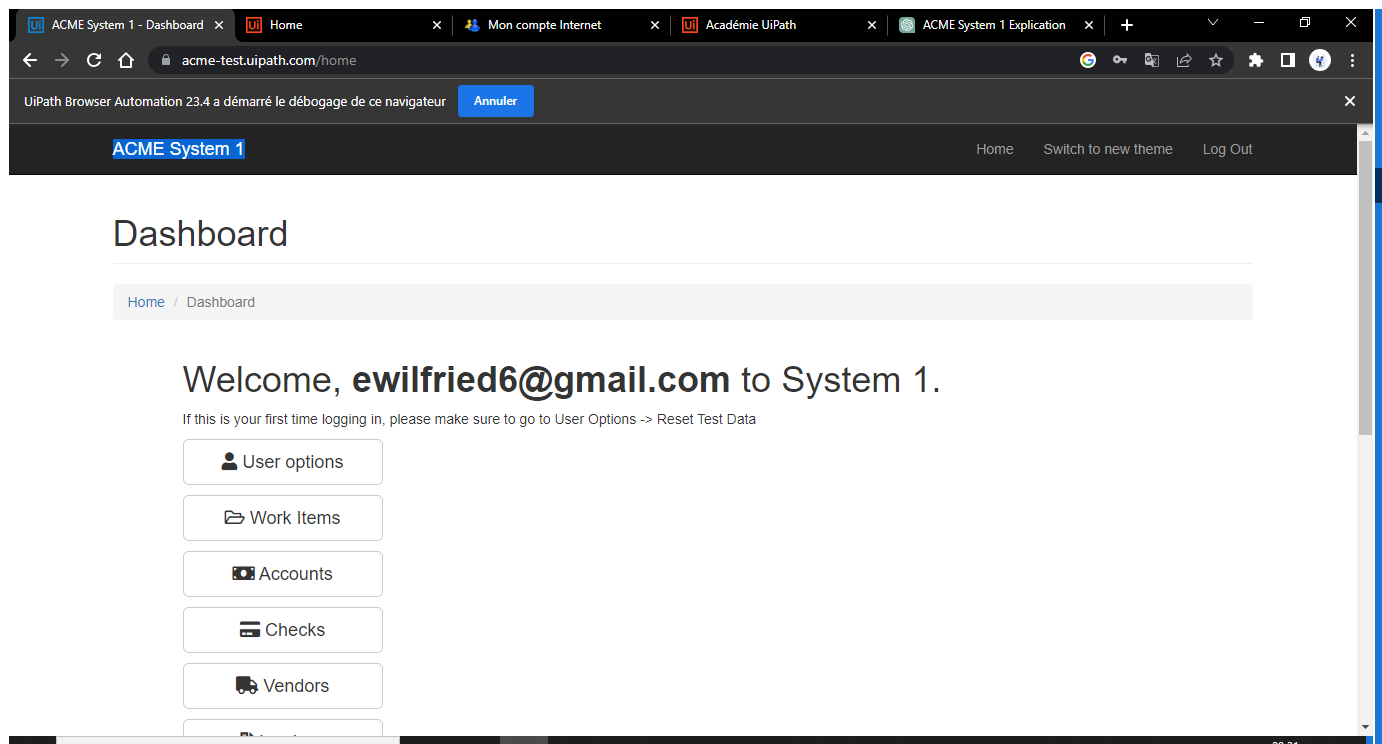 ACME System 1 - Dashboard
Home
Mon compte Internet
Académie UiPath
ACME System 1 Explication
acme-test.uipath.com/home
UiPath Browser Automation 23.4 a démarré le débogage de ce navigateur Annuler
ACME System 1 Home Switch to new theme Log Out
Dashboard
Home / Dashboard
Welcome, ewilfried6@gmail.com to System 1.
If this is your first time logging in, please make sure to go to User Options -> Reset Test Data
User options
Work Items
Accounts
Checks
Vendors